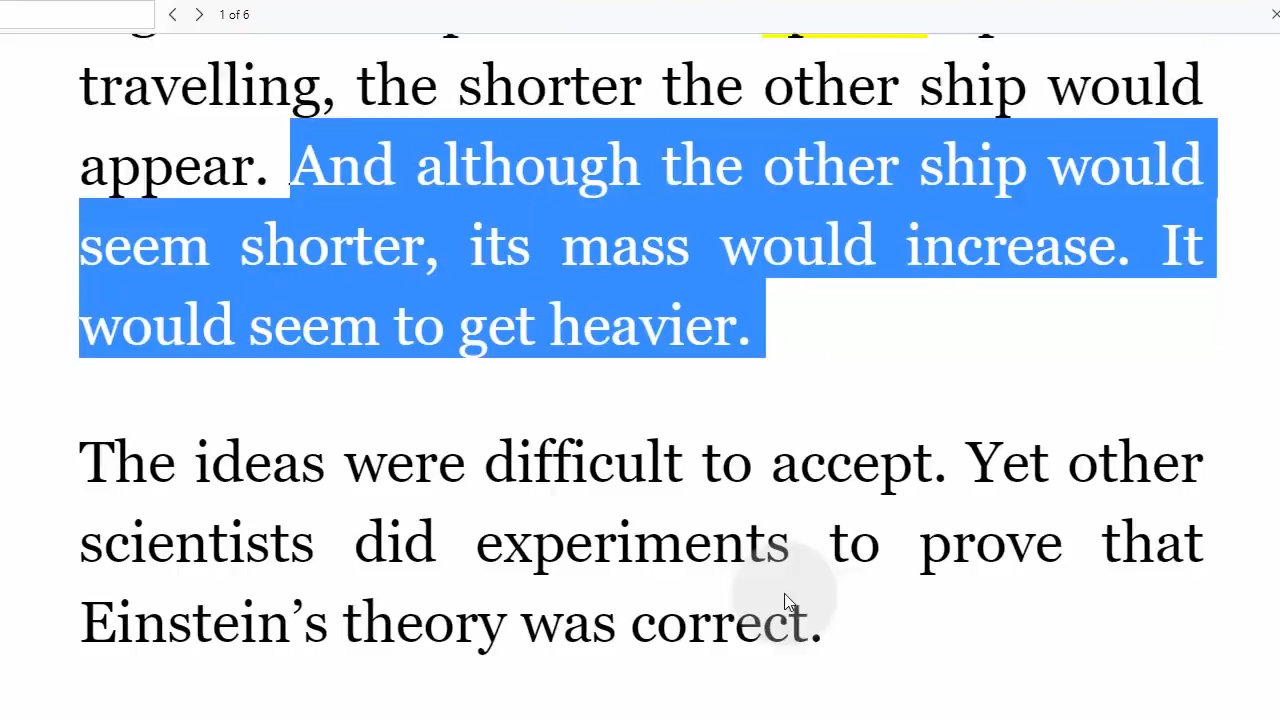 1 of 6
travelling, the shorter the other ship would
appear. And although the other ship would
seem shorter, its mass would increase. It
would seem to get heavier.
The ideas were difficult to accept. Yet other
scientists did experiments to prove that
Einstein’s theory was correct.